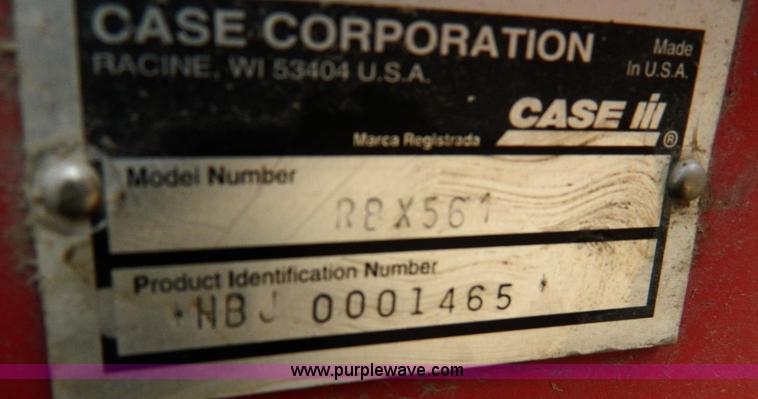 CASE CORPORATION
RACINE, WI 53404 U.S.A.
Made
In U.S.A.
CASE IH
Marca Registrada ®
Model Number
RBX561
Product Identification Number
*NBJ 0001465*
www.purplewave.com